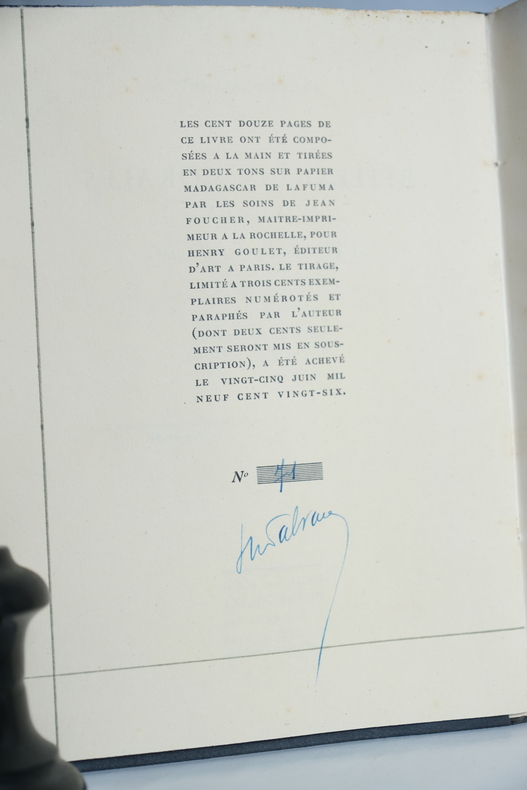 LES CENT DOUZE PAGES DE
CE LIVRE ONT ÉTÉ COMPO-
SÉES A LA MAIN ET TIRÉES
EN DEUX TONS SUR PAPIER
MADAGASCAR DE LAFUMA
PAR LES SOINS DE JEAN
FOUCHER, MAITRE-IMPRI-
MEUR A LA ROCHELLE, POUR
HENRY GOULET, ÉDITEUR
D'ART A PARIS. LE TIRAGE,
LIMITÉ A TROIS CENTS EXEM-
PLAIRES NUMÉROTÉS ET
PARAPHÉS PAR L'AUTEUR
(DONT DEUX CENTS SEULE-
MENT SERONT MIS EN SOUS-
CRIPTION), A ÉTÉ ACHEVÉ
LE VINGT-CINQ JUIN MIL
NEUF CENT VINGT-SIX.
Nº 71